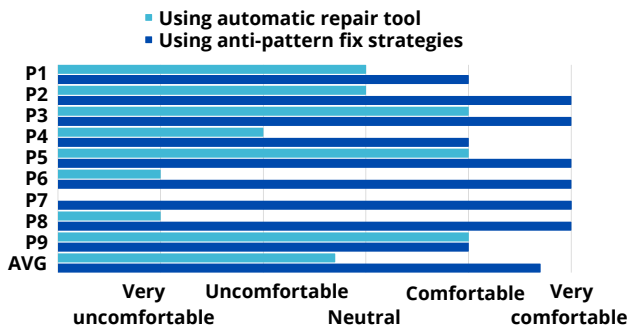 Using automatic repair tool
Using anti-pattern fix strategies
P1
P2
P3
P4
P5
P6
P7
P8
P9
AVG
Very uncomfortable
Uncomfortable
Neutral
Comfortable
Very comfortable